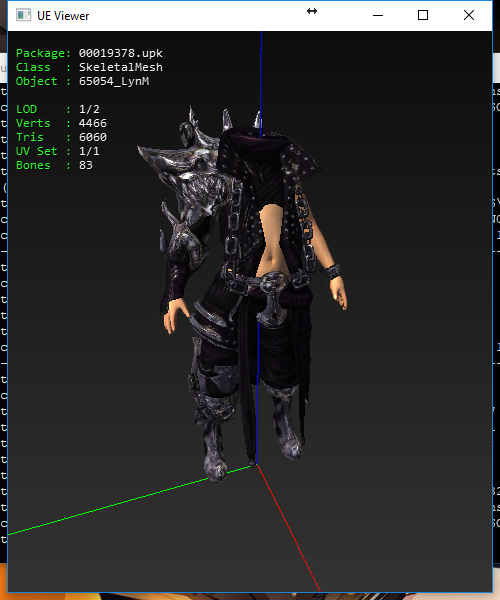 UE Viewer
Package: 00019378.upk
Class : SkeletalMesh
Object : 65054_LynM
LOD : 1/2
Verts : 4466
Tris : 6060
UV Set : 1/1
Bones : 83